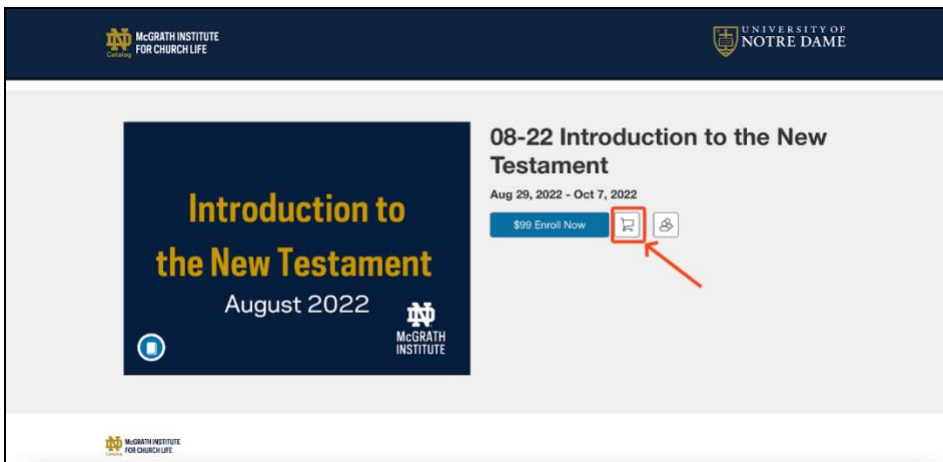 McGRATH INSTITUTE
Catalog FOR CHURCH LIFE
UNIVERSITY OF
NOTRE DAME
Introduction to
the New Testament
August 2022
McGRATH
INSTITUTE
08-22 Introduction to the New
Testament
Aug 29, 2022 - Oct 7, 2022
$99 Enroll Now
McGRATH INSTITUTE
Catalog FOR CHURCH LIFE